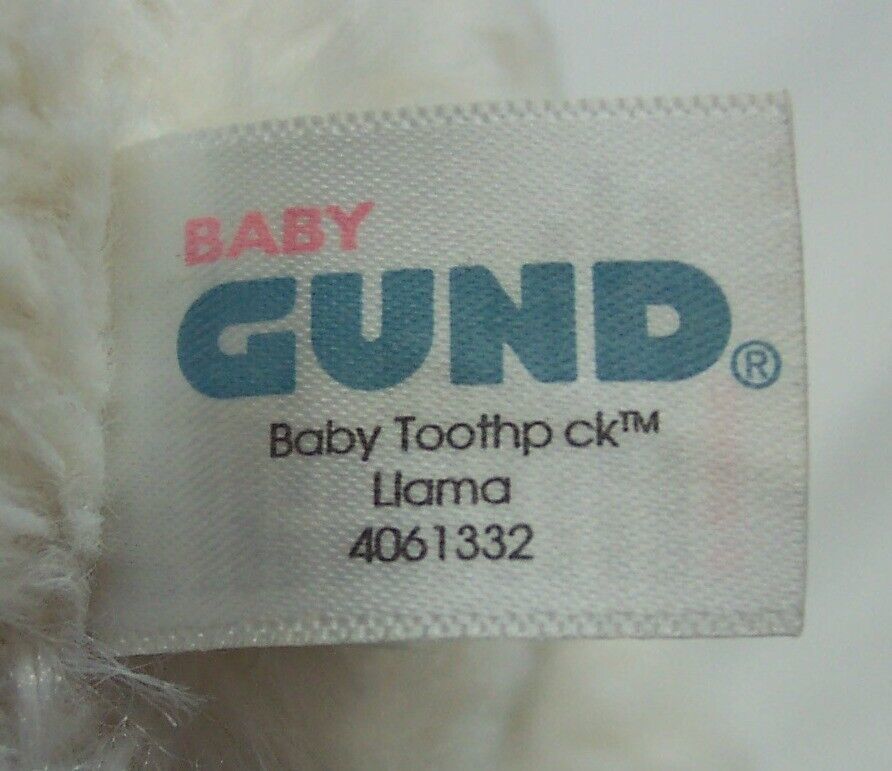 BABY
GUND®
Baby Toothp ck™
Llama
4061332